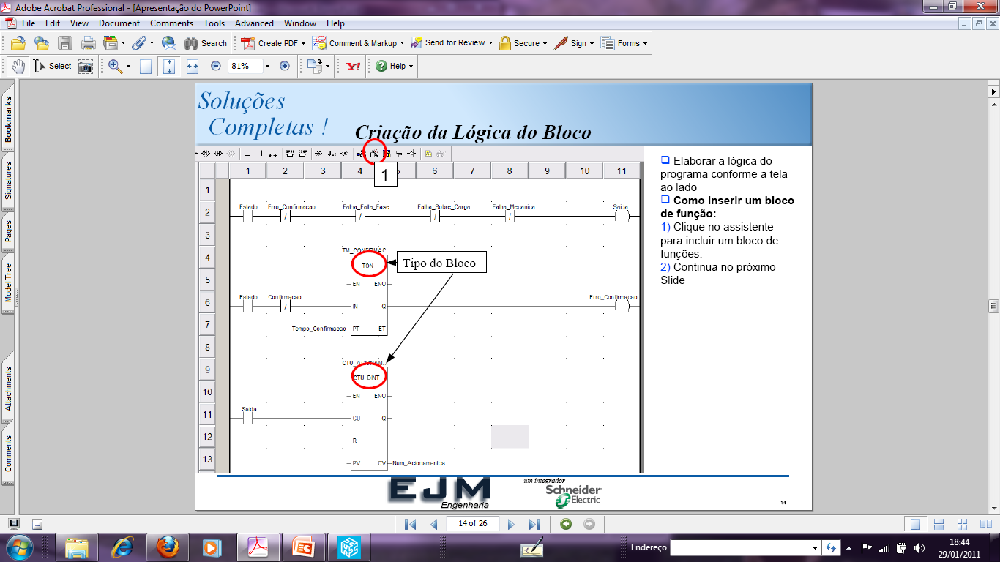 Adobe Acrobat Professional - [Apresentação do PowerPoint]
File Edit View Document Comments Tools Advanced Window Help
Search Create PDF Comment & Markup Send for Review Secure Sign Forms
Select 81% Y! Help
Bookmarks
Signatures
Pages
Model Tree
Attachments
Comments
Soluções
Completas !
Criação da Lógica do Bloco
1
1 2 3 4 5 6 7 8 9 10 11
1
2
3
4
5
6
7
8
9
10
11
12
13
Estado Erro_Confirmacao Falha_Falta_Fase Falha_Sobre_Carga Falha_Mecanica Saida
TM_CONFIRMAC...
TON
Tipo do Bloco
EN ENO
Estado Confirmacao Erro_Confirmaçao
IN Q
Tempo_Confirmacao PT ET
CTU_ACIONAM...
CTU_DINT
EN ENO
Saida
CU Q
R
PV CV Num_Acionamentos
Elaborar a lógica do
programa conforme a tela
ao lado
Como inserir um bloco
de função:
1) Clique no assistente
para incluir um bloco de
funções.
2) Continua no próximo
Slide
EJM
Engenharia
um integrador
Schneider
Electric
14
14 of 26
Endereço
18:44
29/01/2011